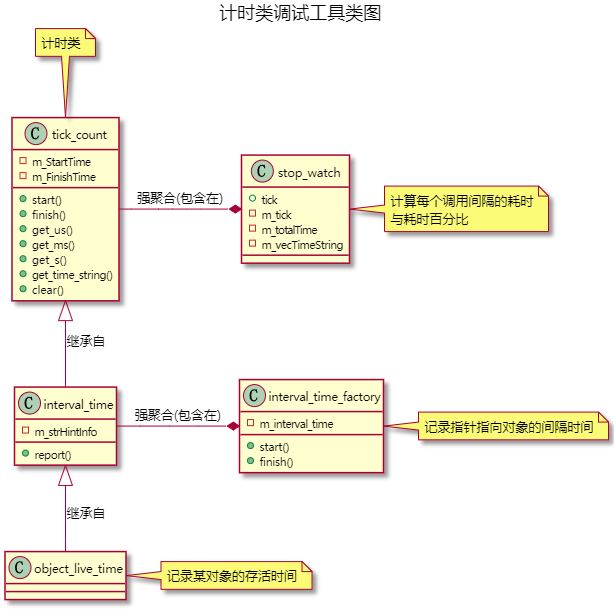 计时类调试工具类图
计时类
C tick_count
m_StartTime
m_FinishTime
start()
finish()
get_us()
get_ms()
get_s()
get_time_string()
clear()
强聚合(包含在)
C stop_watch
tick
m_tick
m_totalTime
m_vecTimeString
计算每个调用间隔的耗时
与耗时百分比
继承自
C interval_time
m_strHintInfo
report()
强聚合(包含在)
C interval_time_factory
m_interval_time
start()
finish()
记录指针指向对象的间隔时间
继承自
C object_live_time
记录某对象的存活时间